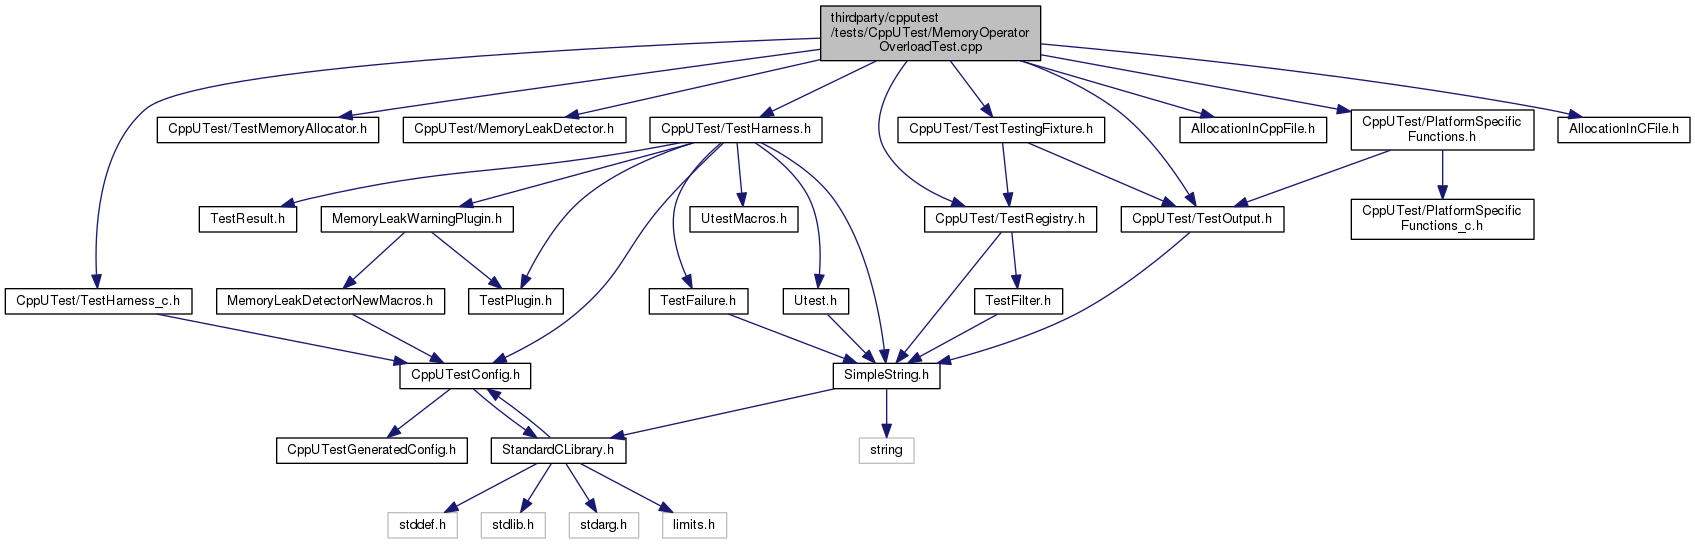 thirdparty/cpputest
/tests/CppUTest/MemoryOperator
OverloadTest.cpp
CppUTest/TestMemoryAllocator.h
CppUTest/MemoryLeakDetector.h
CppUTest/TestHarness.h
CppUTest/TestTestingFixture.h
AllocationInCppFile.h
CppUTest/PlatformSpecific
Functions.h
AllocationInCFile.h
TestResult.h
MemoryLeakWarningPlugin.h
UtestMacros.h
CppUTest/TestRegistry.h
CppUTest/TestOutput.h
CppUTest/PlatformSpecific
Functions_c.h
CppUTest/TestHarness_c.h
MemoryLeakDetectorNewMacros.h
TestPlugin.h
TestFailure.h
Utest.h
TestFilter.h
CppUTestConfig.h
SimpleString.h
CppUTestGeneratedConfig.h
StandardCLibrary.h
string
stddef.h
stdlib.h
stdarg.h
limits.h